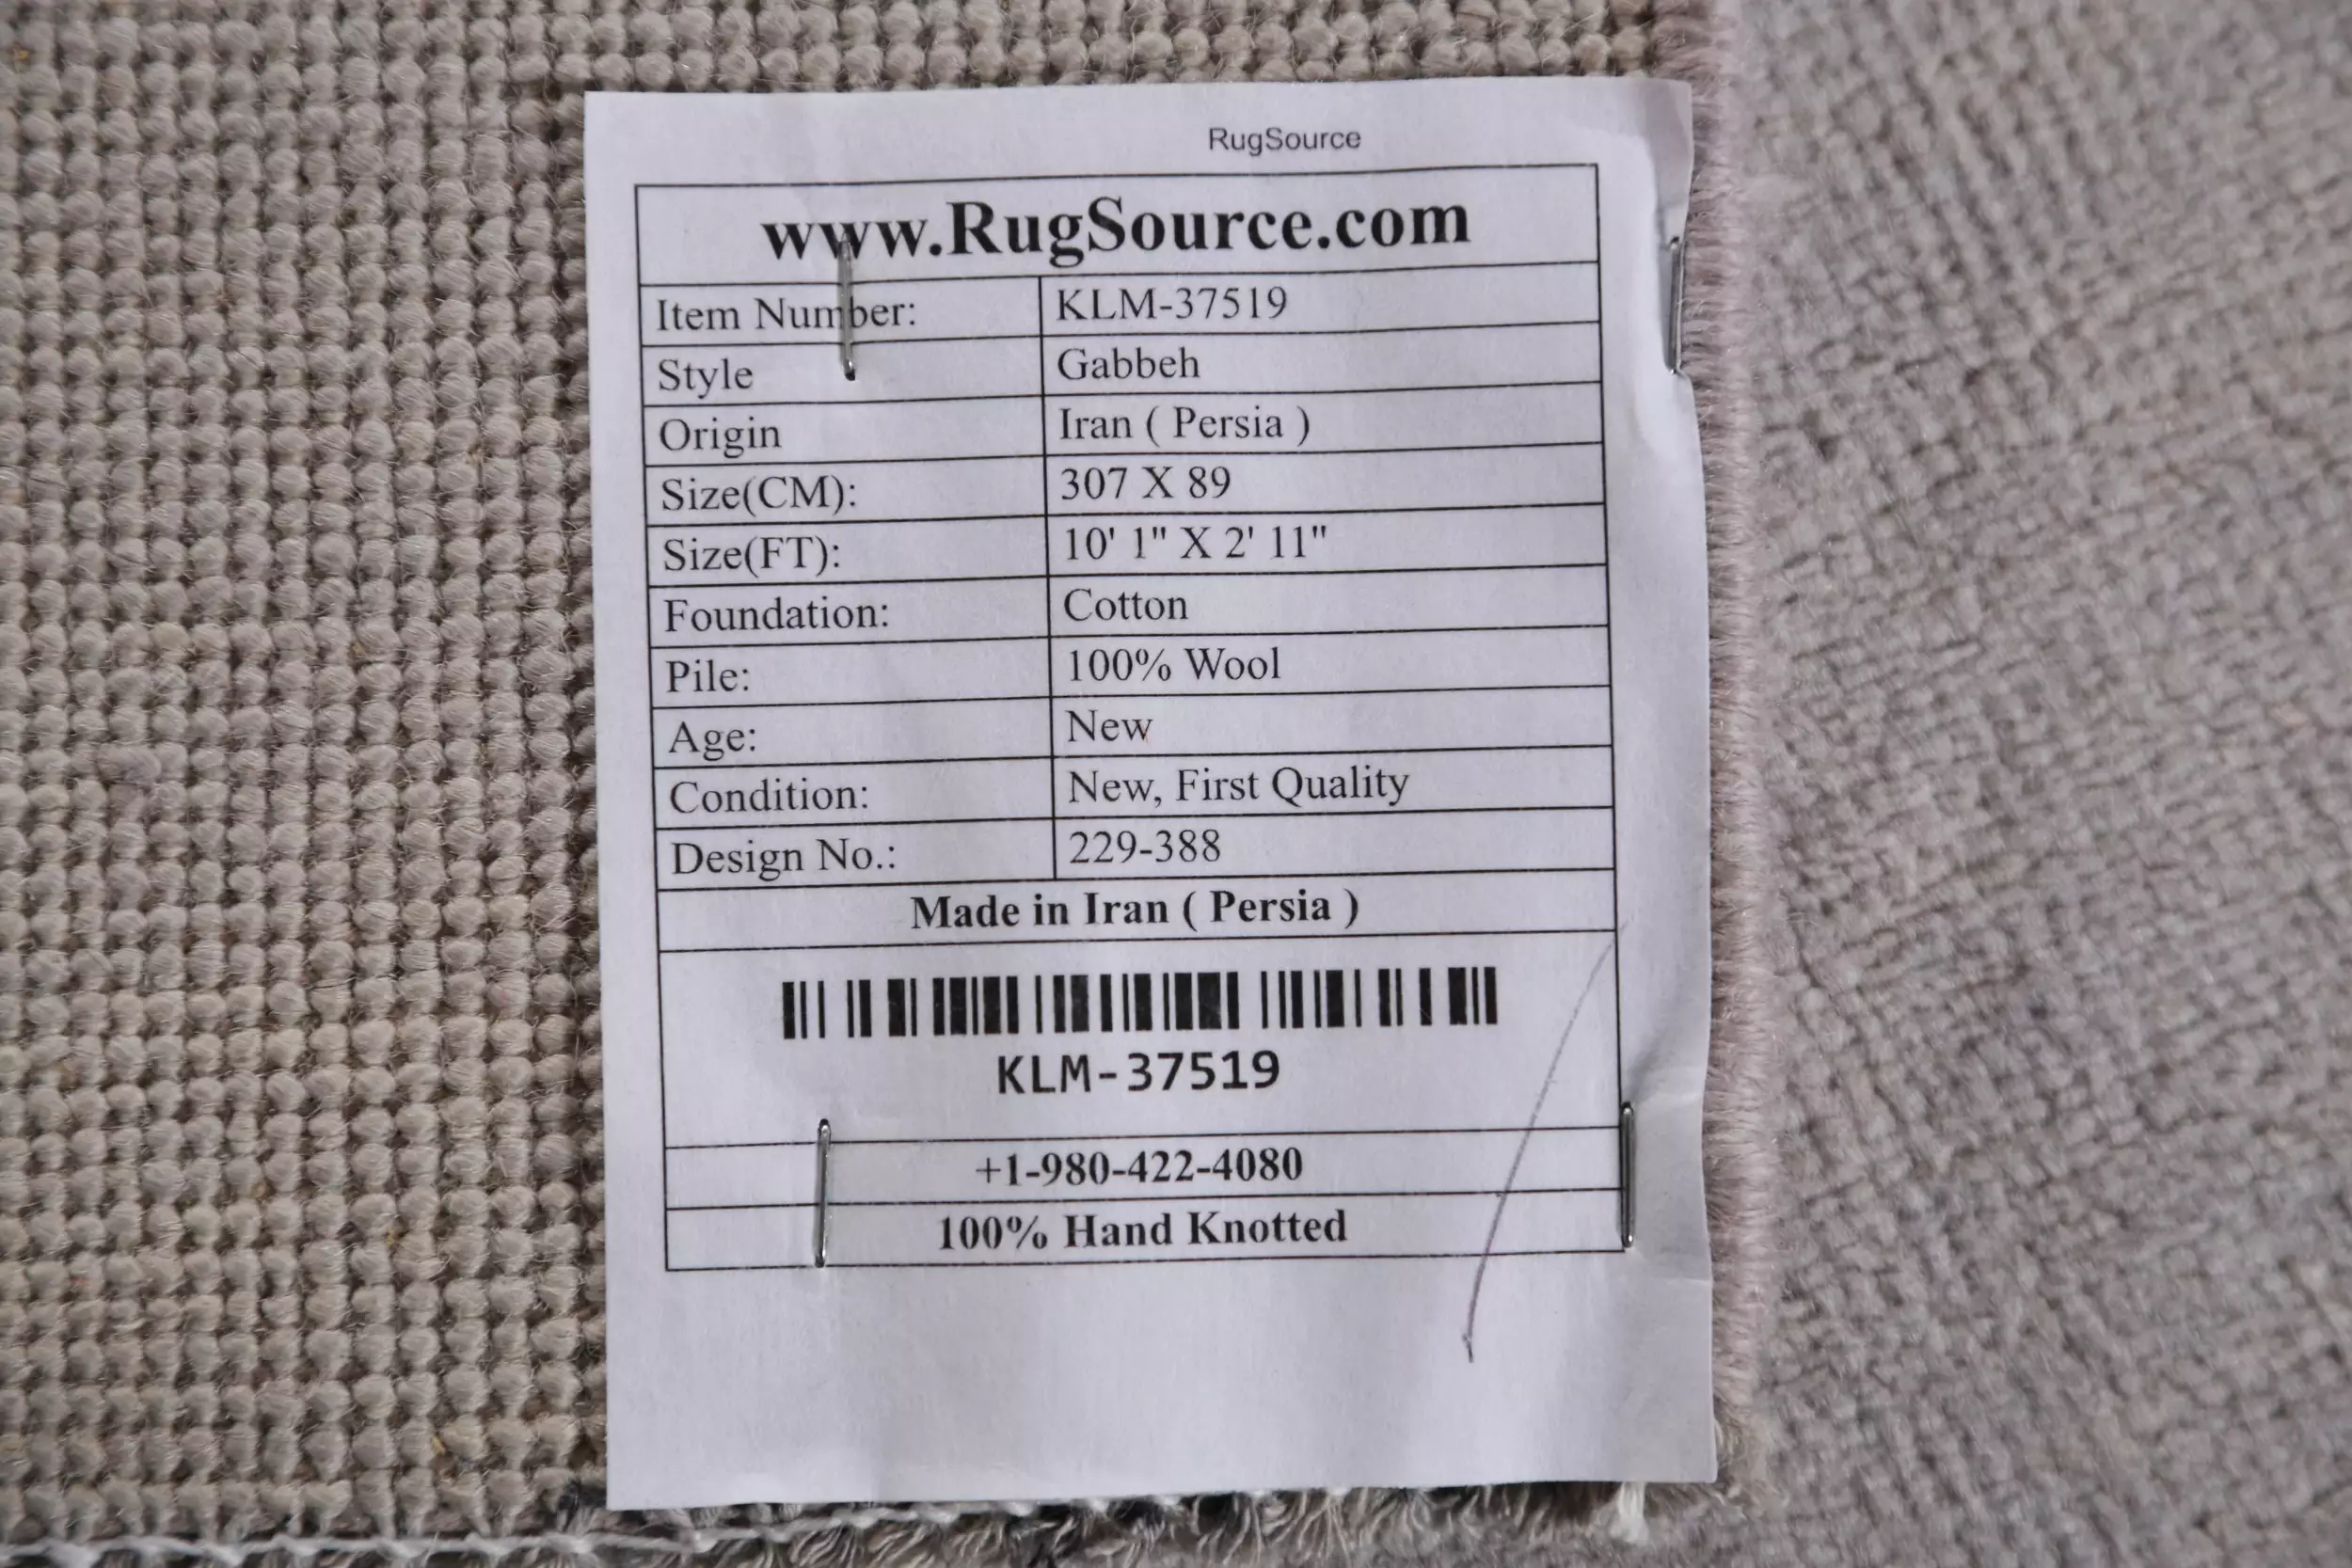 RugSource
www.RugSource.com
Item Number: KLM-37519
Style Gabbeh
Origin Iran ( Persia )
Size(CM): 307 X 89
Size(FT): 10' 1" X 2' 11"
Foundation: Cotton
Pile: 100% Wool
Age: New
Condition: New, First Quality
Design No.: 229-388
Made in Iran ( Persia )
KLM-37519
+1-980-422-4080
100% Hand Knotted